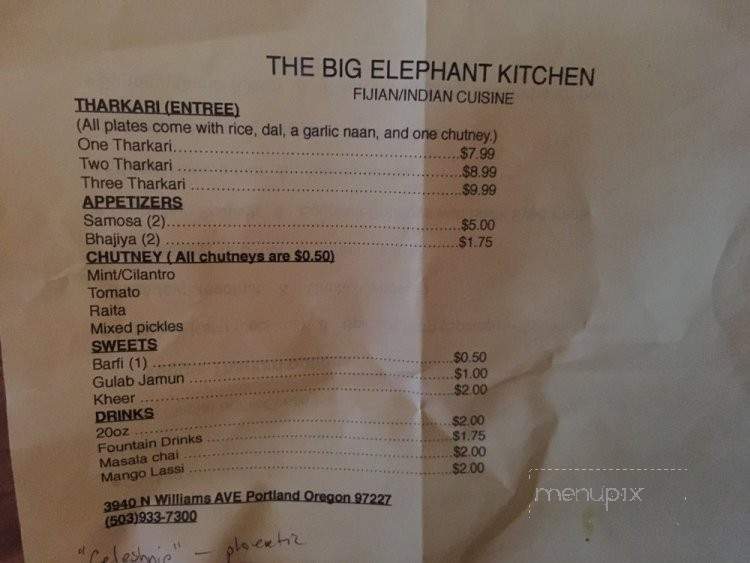 THE BIG ELEPHANT KITCHEN
FIJIAN/INDIAN CUISINE
THARKARI (ENTREE)
(All plates come with rice, dal, a garlic naan, and one chutney.)
One Tharkari..................................................$7.99
Two Tharkari ..................................................$8.99
Three Tharkari ..................................................$9.99
APPETIZERS
Samosa (2)..................................................$5.00
Bhajiya (2) ..................................................$1.75
CHUTNEY ( All chutneys are $0.50)
Mint/Cilantro
Tomato
Raita
Mixed pickles
SWEETS
Barfi (1) ..................................................$0.50
Gulab Jamun ..................................................$1.00
Kheer ..................................................$2.00
DRINKS
20oz ..................................................$2.00
Fountain Drinks ..................................................$1.75
Masala chai ..................................................$2.00
Mango Lassi ..................................................$2.00
3940 N Williams AVE Portland Oregon 97227
(503)933-7300
menupix